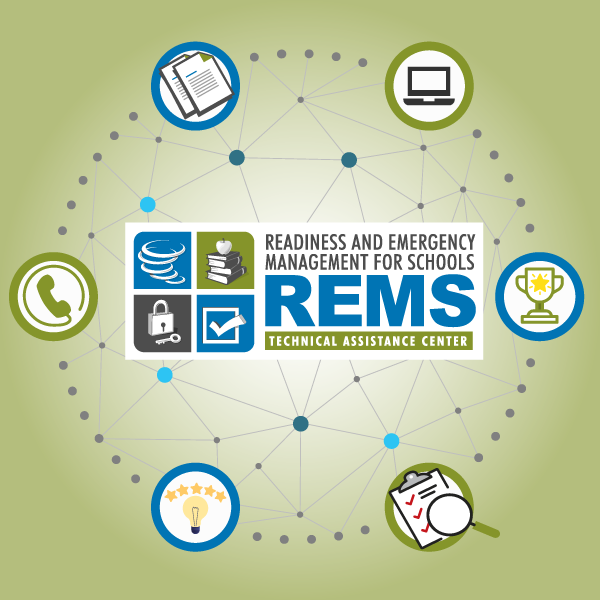 READINESS AND EMERGENCY
MANAGEMENT FOR SCHOOLS
REMS
TECHNICAL ASSISTANCE CENTER